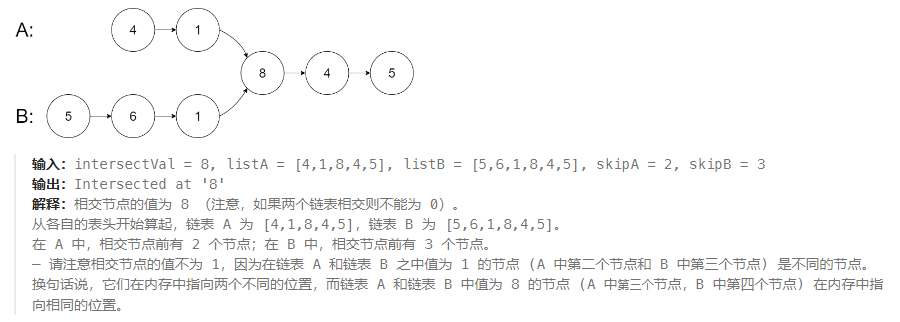 A: 4 1
8 4 5
B: 5 6 1
输入：intersectVal = 8, listA = [4,1,8,4,5], listB = [5,6,1,8,4,5], skipA = 2, skipB = 3
输出：Intersected at '8'
解释：相交节点的值为 8 （注意，如果两个链表相交则不能为 0）。
从各自的表头开始算起，链表 A 为 [4,1,8,4,5]，链表 B 为 [5,6,1,8,4,5]。
在 A 中，相交节点前有 2 个节点；在 B 中，相交节点前有 3 个节点。
— 请注意相交节点的值不为 1，因为在链表 A 和链表 B 之中值为 1 的节点 (A 中第二个节点和 B 中第三个节点) 是不同的节点。
换句话说，它们在内存中指向两个不同的位置，而链表 A 和链表 B 中值为 8 的节点 (A 中第三个节点，B 中第四个节点) 在内存中指
向相同的位置。